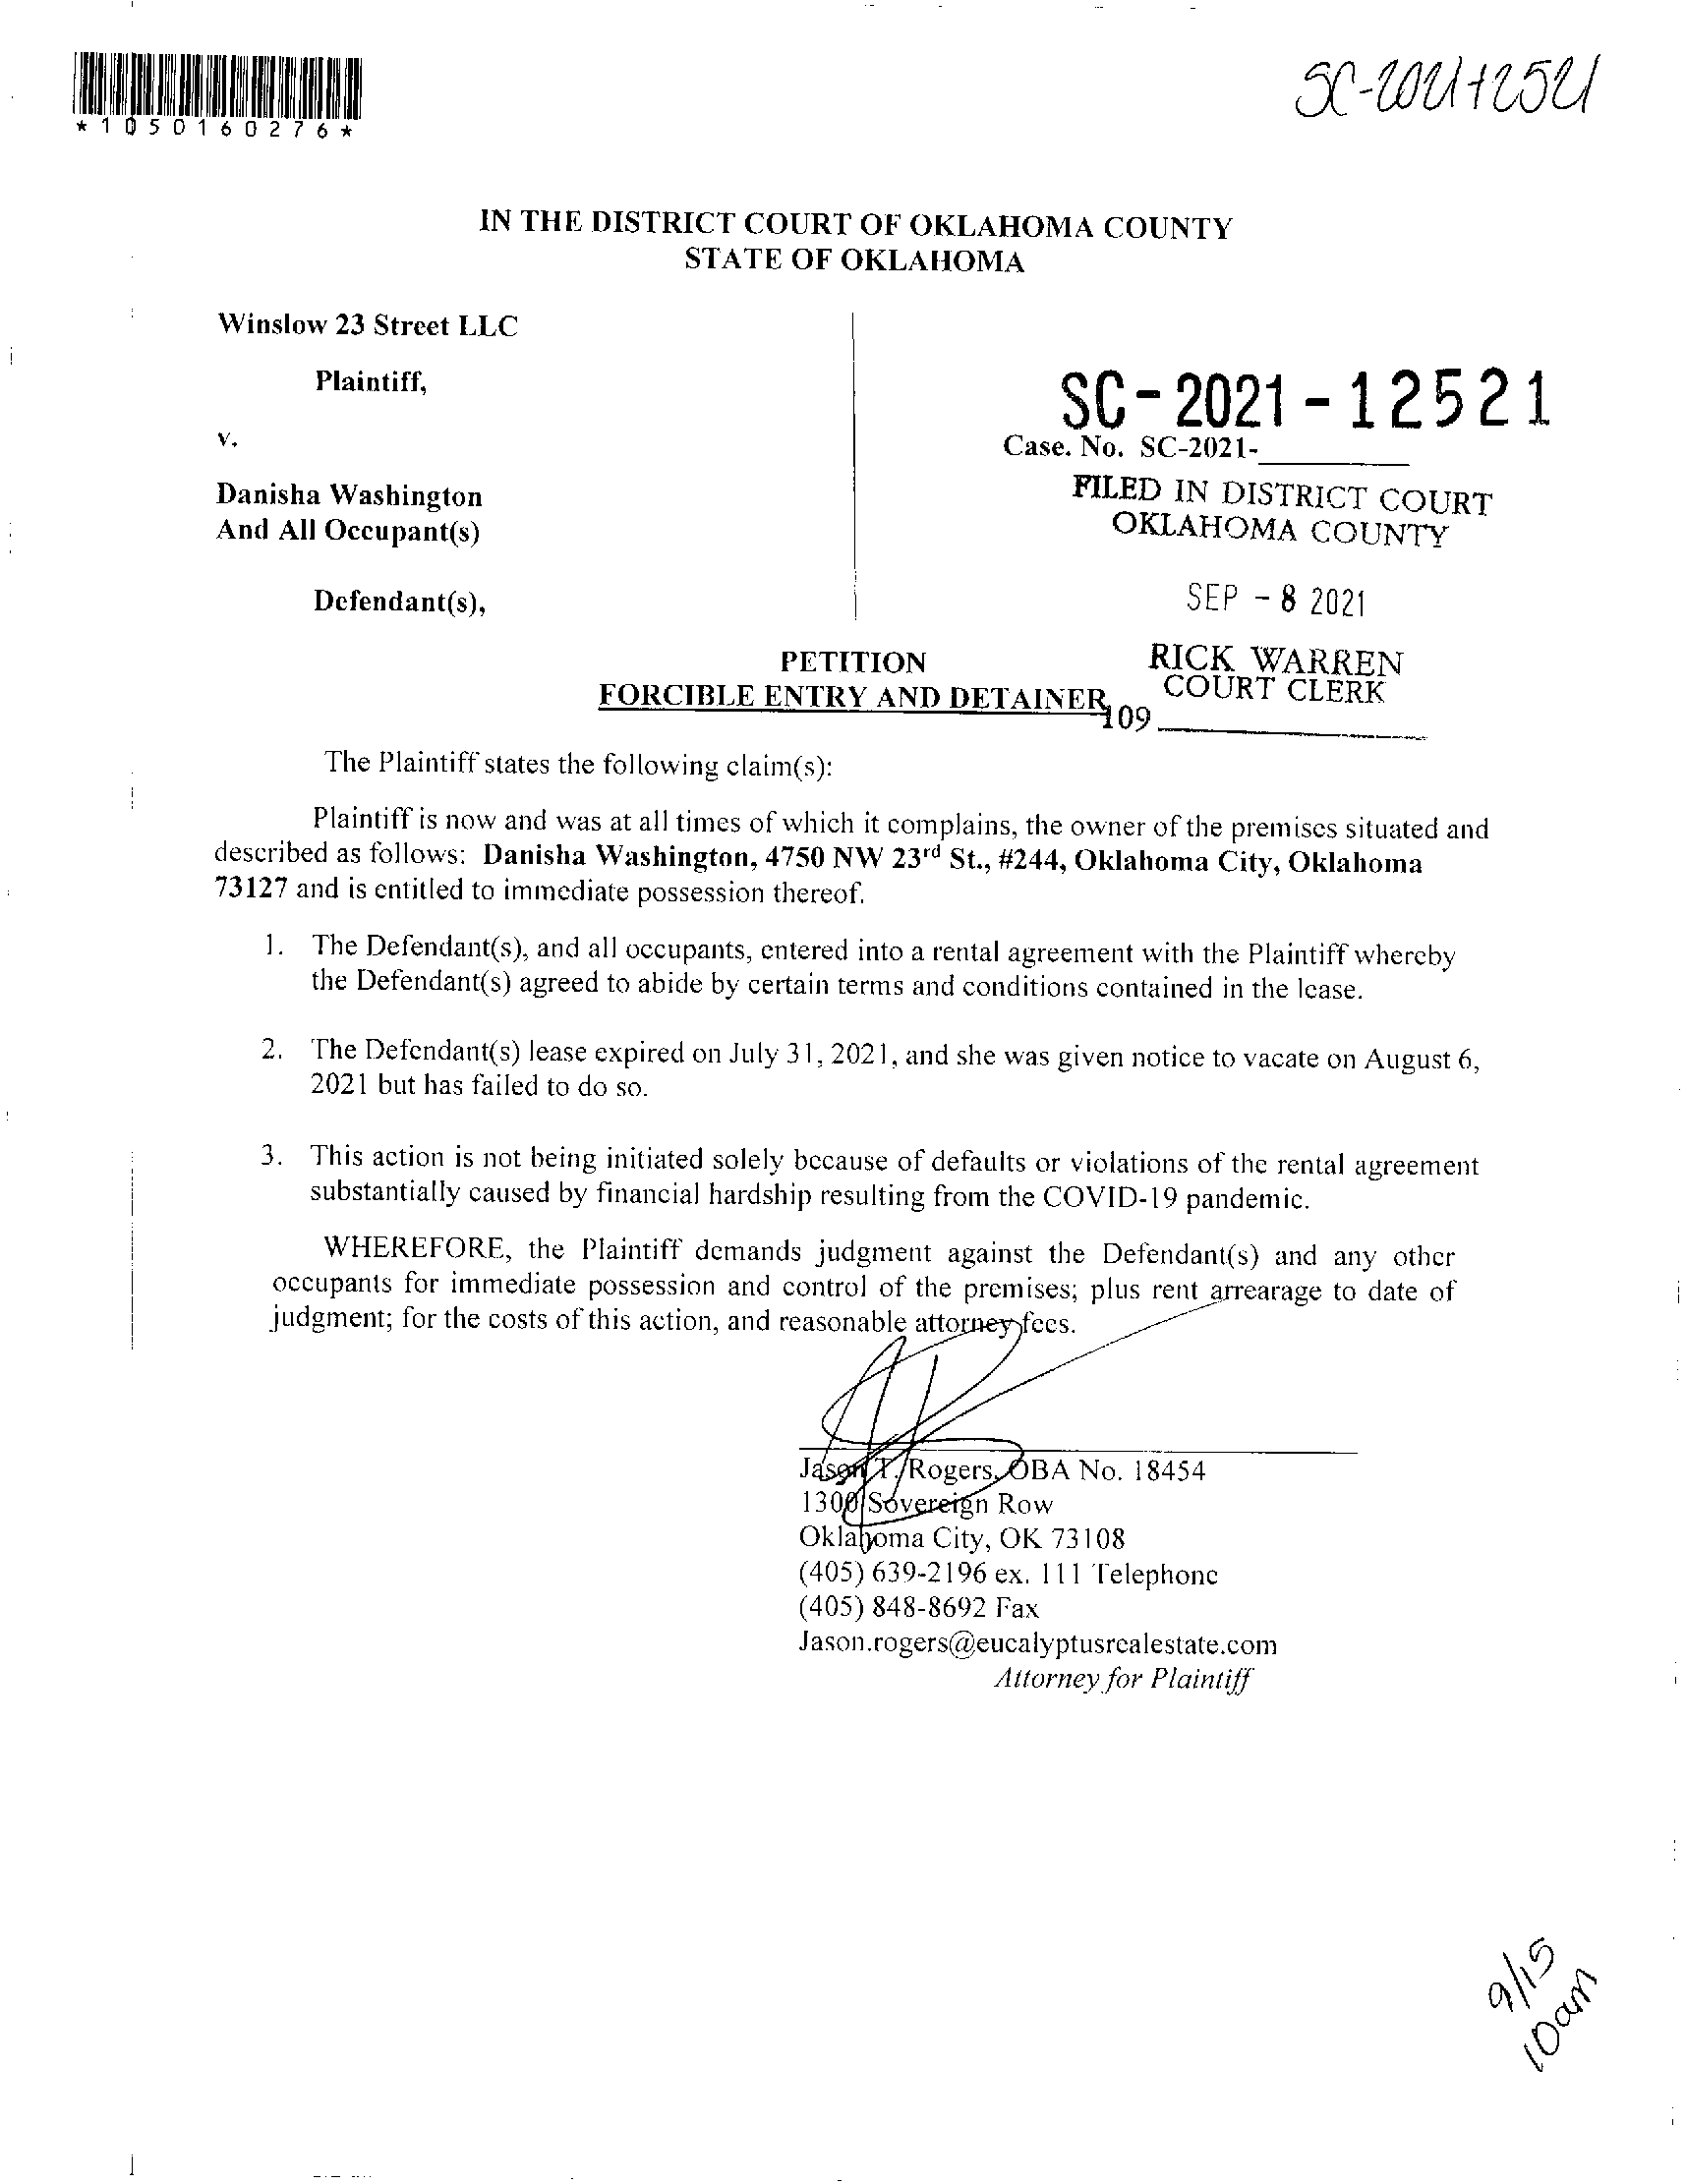 *1050160276*
SC-2021-12521
IN THE DISTRICT COURT OF OKLAHOMA COUNTY
STATE OF OKLAHOMA
Winslow 23 Street LLC
Plaintiff,
v.
Danisha Washington
And All Occupant(s)
Defendant(s),
SC-2021-12521
Case. No. SC-2021-
FILED IN DISTRICT COURT
OKLAHOMA COUNTY
SEP - 8 2021
RICK WARREN
COURT CLERK
109
PETITION
FORCIBLE ENTRY AND DETAINER
The Plaintiff states the following claim(s):
Plaintiff is now and was at all times of which it complains, the owner of the premises situated and
described as follows: Danisha Washington, 4750 NW 23rd St., #244, Oklahoma City, Oklahoma
73127 and is entitled to immediate possession thereof.
1. The Defendant(s), and all occupants, entered into a rental agreement with the Plaintiff whereby
the Defendant(s) agreed to abide by certain terms and conditions contained in the lease.
2. The Defendant(s) lease expired on July 31, 2021, and she was given notice to vacate on August 6,
2021 but has failed to do so.
3. This action is not being initiated solely because of defaults or violations of the rental agreement
substantially caused by financial hardship resulting from the COVID-19 pandemic.
WHEREFORE, the Plaintiff demands judgment against the Defendant(s) and any other
occupants for immediate possession and control of the premises; plus rent arrearage to date of
judgment; for the costs of this action, and reasonable attorney fees.
Jason T. Rogers, OBA No. 18454
1300 Sovereign Row
Oklahoma City, OK 73108
(405) 639-2196 ex. 111 Telephone
(405) 848-8692 Fax
Jason.rogers@eucalyptusrealestate.com
Attorney for Plaintiff
9/15
10am